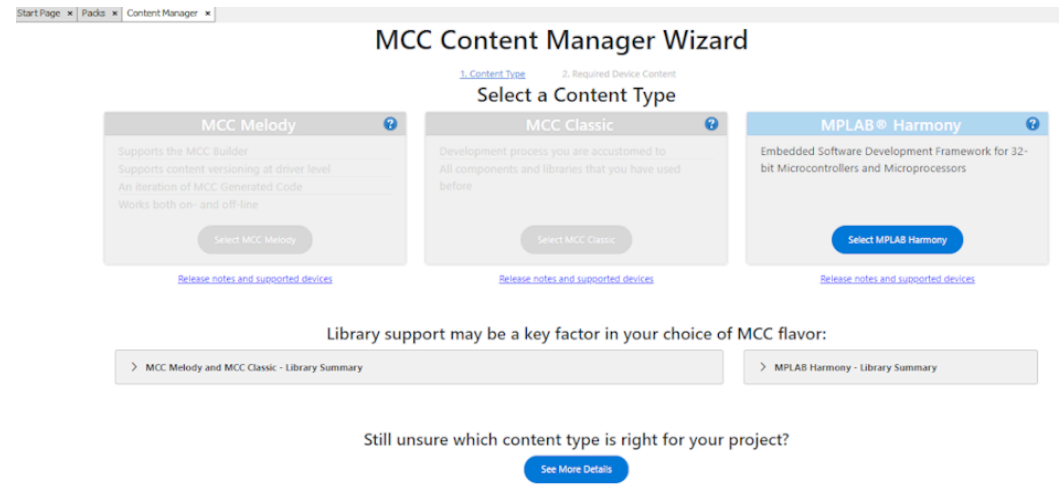 Start Page × Packs × Content Manager ×
MCC Content Manager Wizard
1. Content Type 2. Required Device Content
Select a Content Type
MCC Melody ?
Supports the MCC Builder
Supports content versioning at driver level
An iteration of MCC Generated Code
Works both on- and off-line
Select MCC Melody
Release notes and supported devices
MCC Classic ?
Development process you are accustomed to
All components and libraries that you have used
before
Select MCC Classic
Release notes and supported devices
MPLAB® Harmony ?
Embedded Software Development Framework for 32-
bit Microcontrollers and Microprocessors
Select MPLAB Harmony
Release notes and supported devices
Library support may be a key factor in your choice of MCC flavor:
> MCC Melody and MCC Classic - Library Summary
> MPLAB Harmony - Library Summary
Still unsure which content type is right for your project?
See More Details